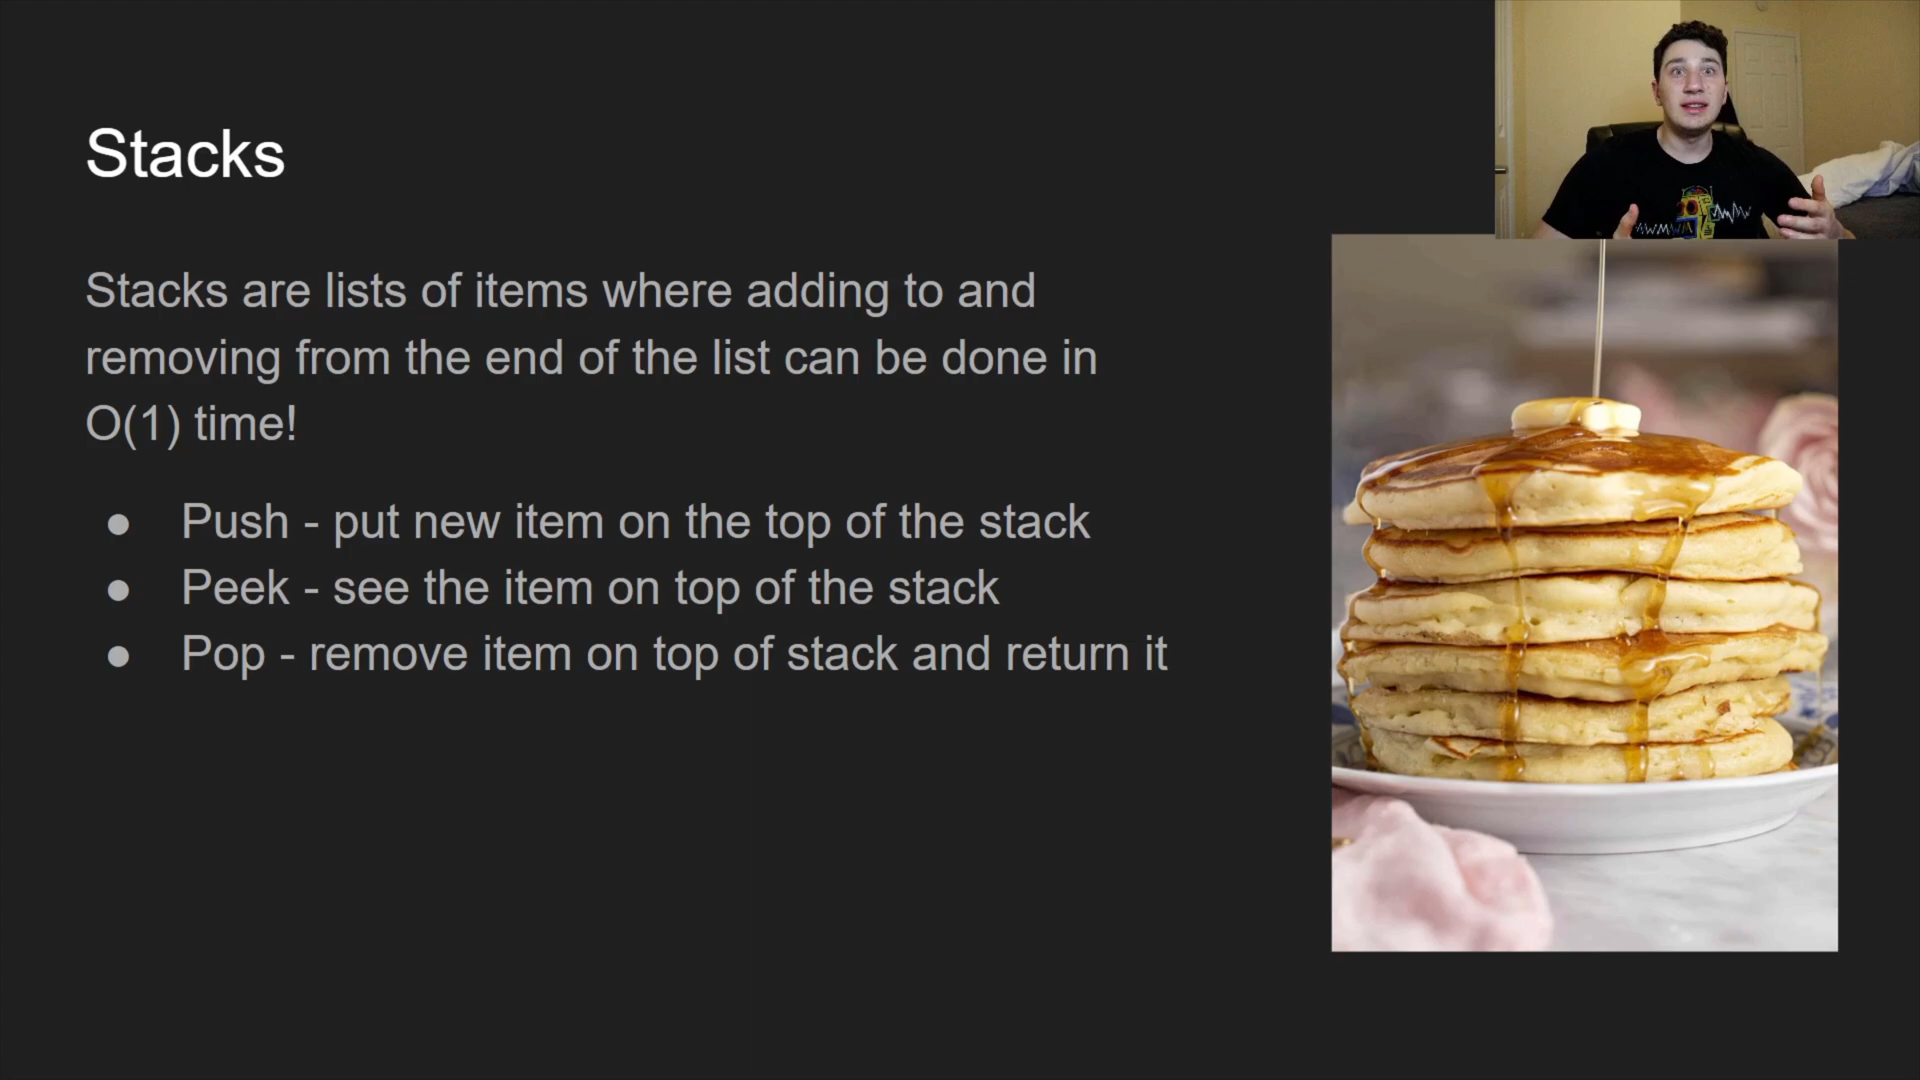 Stacks
Stacks are lists of items where adding to and
removing from the end of the list can be done in
O(1) time!
● Push - put new item on the top of the stack
● Peek - see the item on top of the stack
● Pop - remove item on top of stack and return it